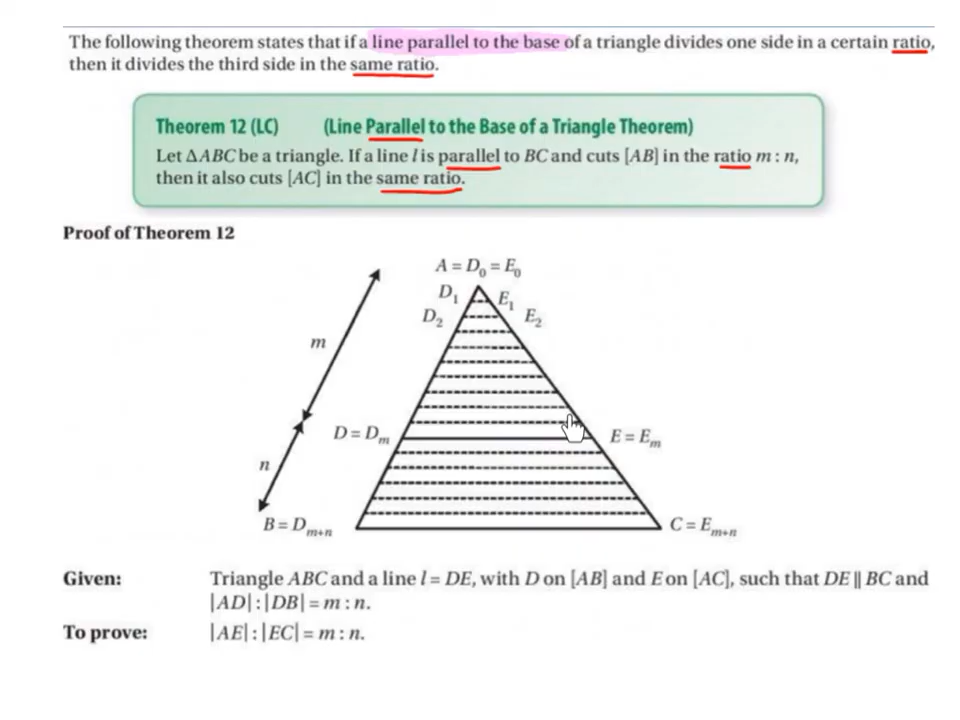 The following theorem states that if a line parallel to the base of a triangle divides one side in a certain ratio,
then it divides the third side in the same ratio.
Theorem 12 (LC) (Line Parallel to the Base of a Triangle Theorem)
Let ΔABC be a triangle. If a line l is parallel to BC and cuts [AB] in the ratio m : n,
then it also cuts [AC] in the same ratio.
Proof of Theorem 12
A = D₀ = E₀
D₁ E₁
D₂ E₂
m
D = Dₘ E = Eₘ
n
B = Dₘ₊ₙ C = Eₘ₊ₙ
Given: Triangle ABC and a line l = DE, with D on [AB] and E on [AC], such that DE || BC and
|AD| : |DB| = m : n.
To prove: |AE| : |EC| = m : n.